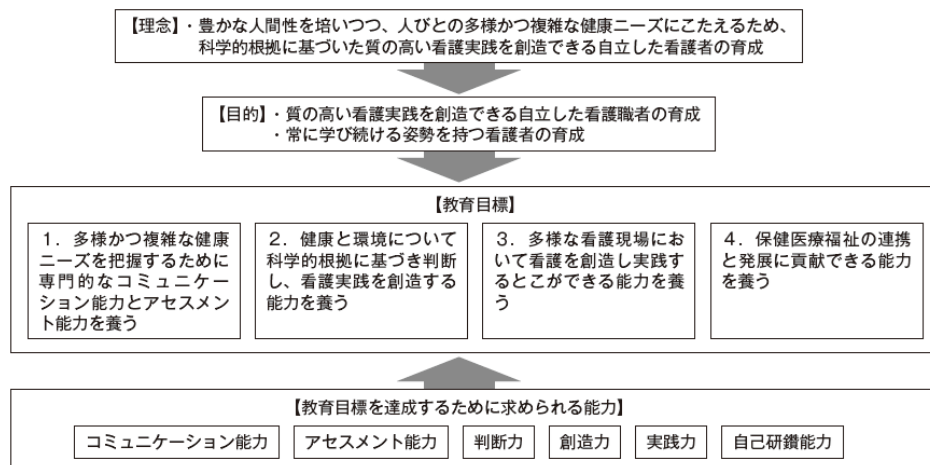 【理念】・豊かな人間性を培いつつ、人びとの多様かつ複雑な健康ニーズにこたえるため、
科学的根拠に基づいた質の高い看護実践を創造できる自立した看護者の育成
【目的】・質の高い看護実践を創造できる自立した看護職者の育成
・常に学び続ける姿勢を持つ看護者の育成
【教育目標】
1．多様かつ複雑な健康
ニーズを把握するために
専門的なコミュニケー
ション能力とアセスメン
ト能力を養う
2．健康と環境について
科学的根拠に基づき判断
し、看護実践を創造する
能力を養う
3．多様な看護現場にお
いて看護を創造し実践す
るとこができる能力を養
う
4．保健医療福祉の連携
と発展に貢献できる能力
を養う
【教育目標を達成するために求められる能力】
コミュニケーション能力
アセスメント能力
判断力
創造力
実践力
自己研鑽能力